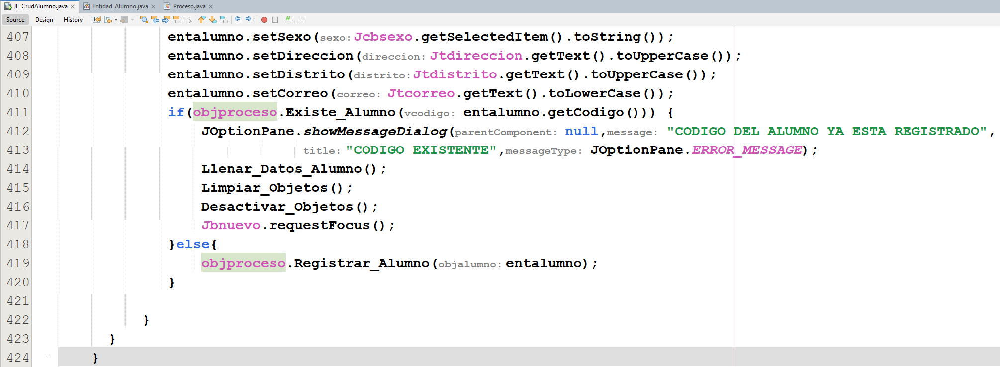 JF_CrudAlumno.java Entidad_Alumno.java Proceso.java
Source Design History
407 entalumno.setSexo(sexo: Jcbsexo.getSelectedItem().toString());
408 entalumno.setDireccion(direccion: Jtdireccion.getText().toUpperCase());
409 entalumno.setDistrito(distrito: Jtdistrito.getText().toUpperCase());
410 entalumno.setCorreo(correo: Jtcorreo.getText().toLowerCase());
411 if(objproceso.Existe_Alumno(vcodigo: entalumno.getCodigo())) {
412 JOptionPane.showMessageDialog(parentComponent: null,message: "CODIGO DEL ALUMNO YA ESTA REGISTRADO",
413 title: "CODIGO EXISTENTE",messageType: JOptionPane.ERROR_MESSAGE);
414 Llenar_Datos_Alumno();
415 Limpiar_Objetos();
416 Desactivar_Objetos();
417 Jbnuevo.requestFocus();
418 }else{
419 objproceso.Registrar_Alumno(objalumno: entalumno);
420 }
421
422 }
423 }
424 }